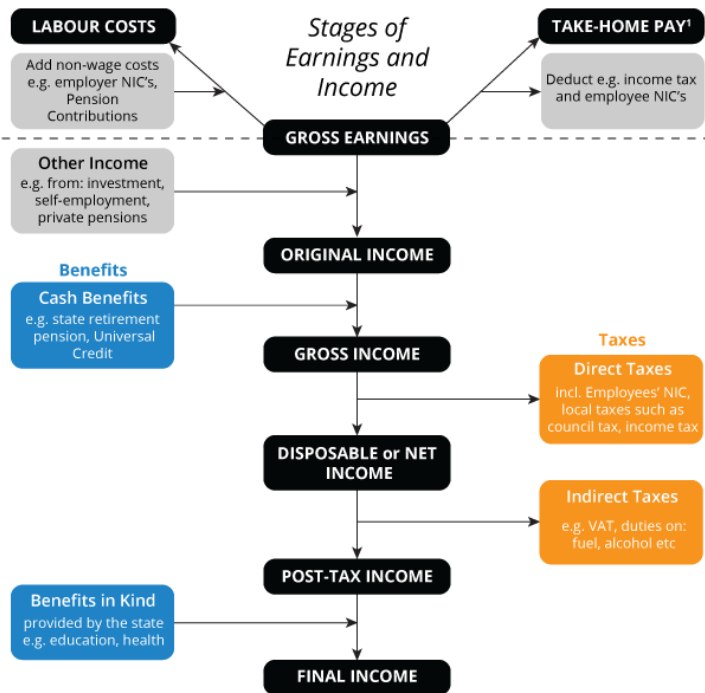 LABOUR COSTS
Add non-wage costs
e.g. employer NIC's,
Pension
Contributions
Stages of
Earnings and
Income
TAKE-HOME PAY¹
Deduct e.g. income tax
and employee NIC's
GROSS EARNINGS
Other Income
e.g. from: investment,
self-employment,
private pensions
ORIGINAL INCOME
Benefits
Cash Benefits
e.g. state retirement
pension, Universal
Credit
GROSS INCOME
Taxes
Direct Taxes
incl. Employees' NIC,
local taxes such as
council tax, income tax
DISPOSABLE or NET
INCOME
Indirect Taxes
e.g. VAT, duties on:
fuel, alcohol etc
POST-TAX INCOME
Benefits in Kind
provided by the state
e.g. education, health
FINAL INCOME